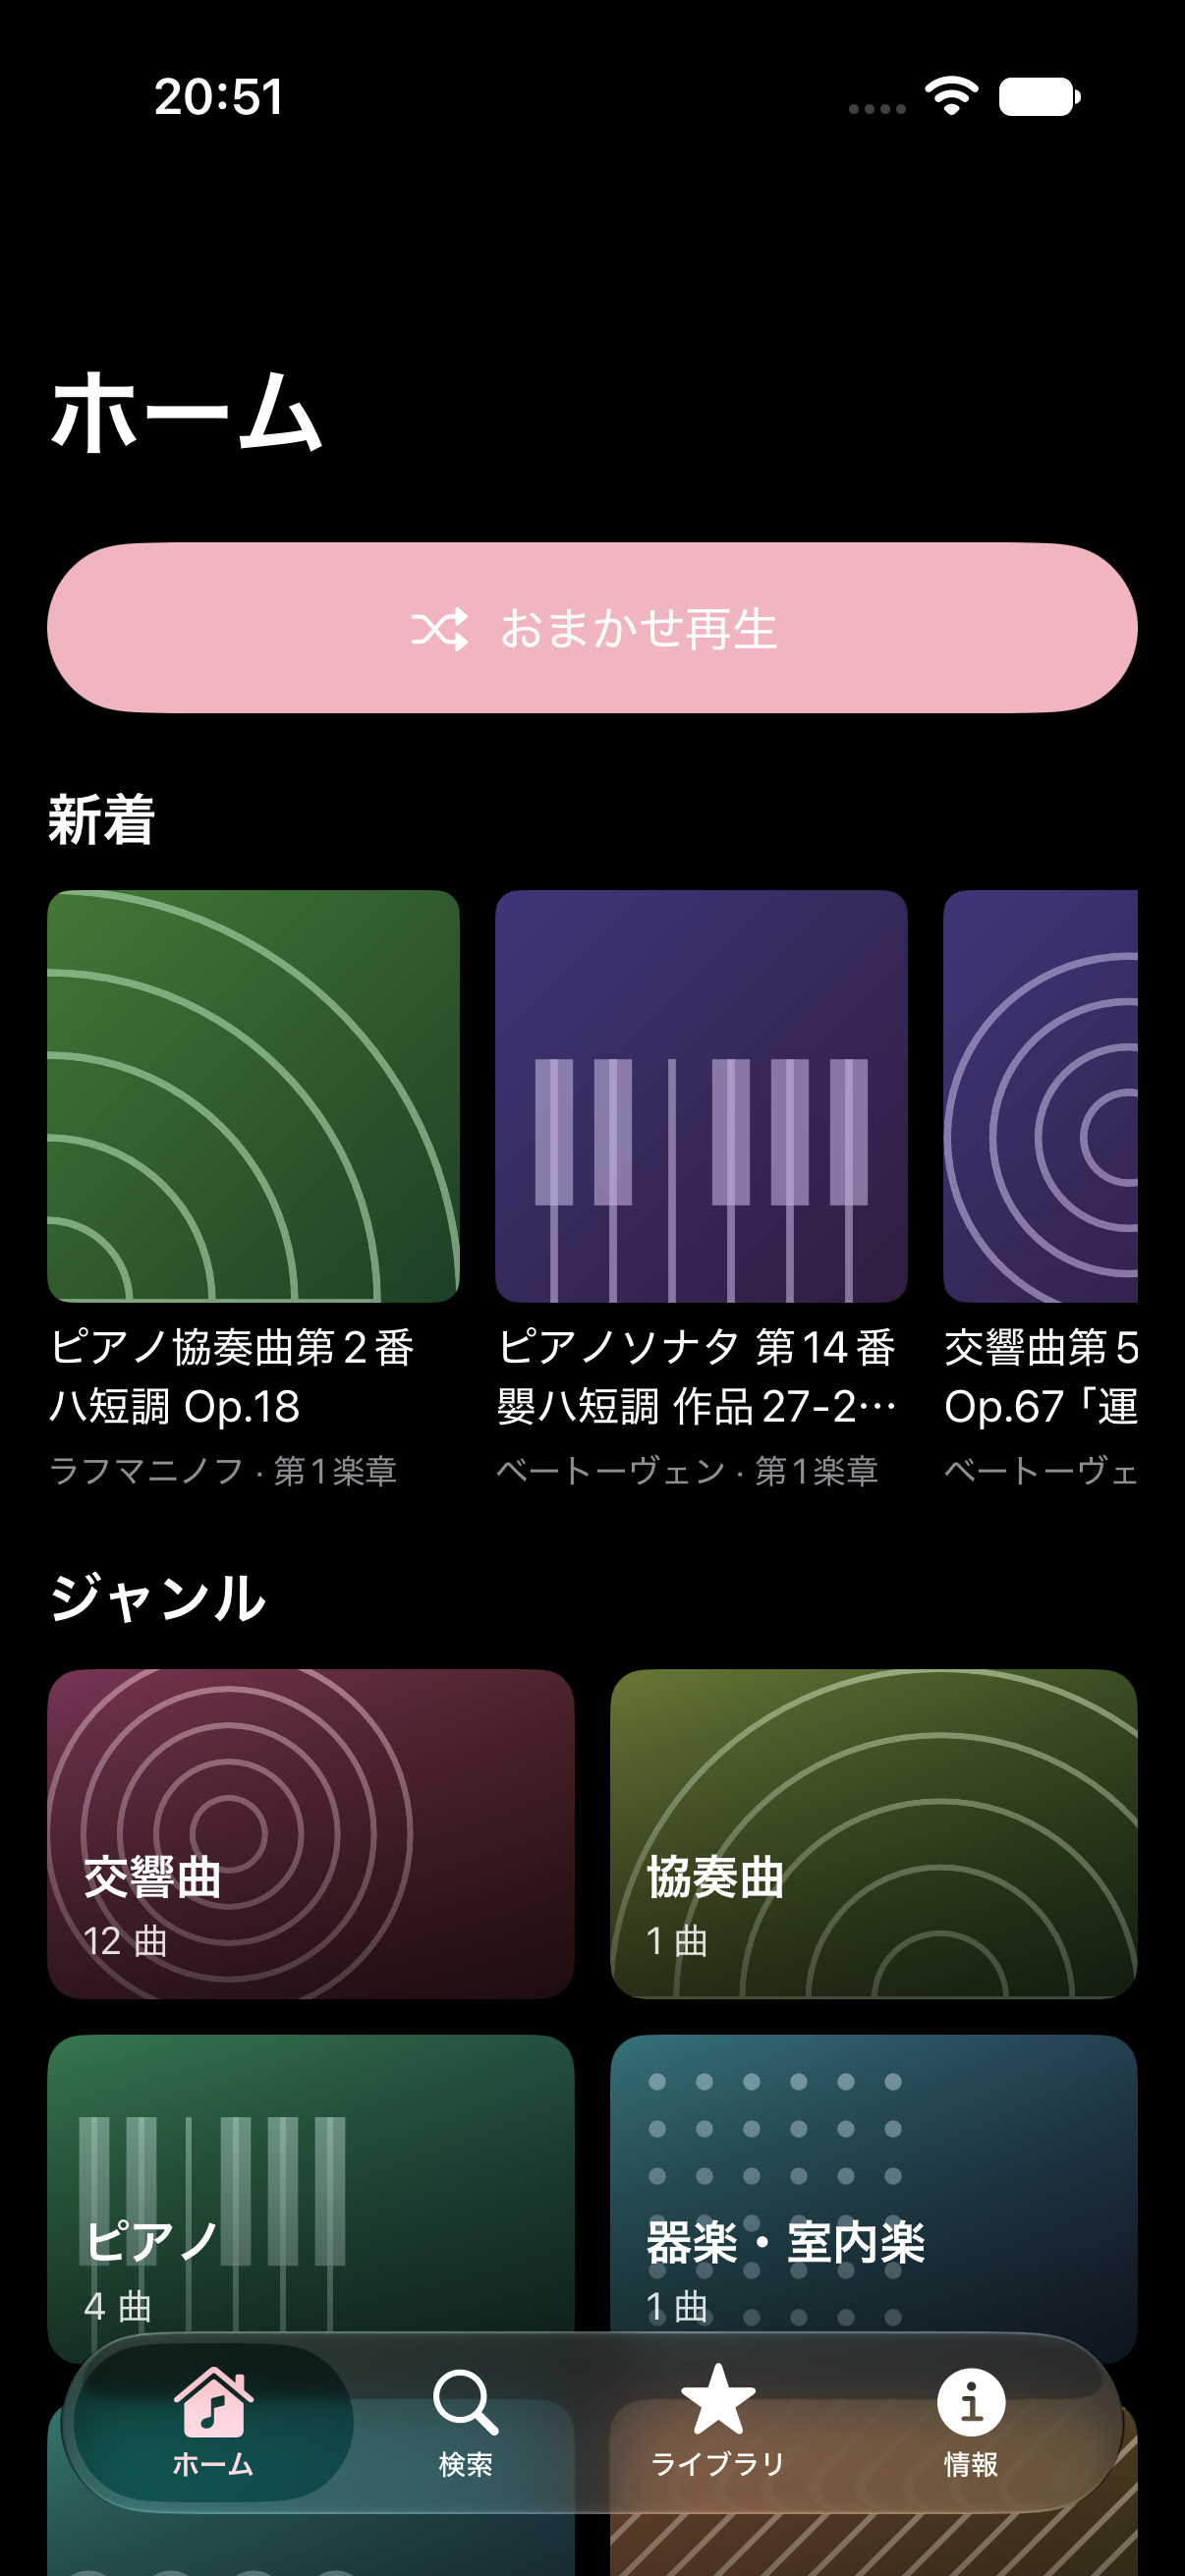 20:51
ホーム
おまかせ再生
新着
ピアノ協奏曲第2番
ハ短調 Op.18
ラフマニノフ · 第1楽章
ピアノソナタ 第14番
嬰ハ短調 作品27-2…
ベートーヴェン · 第1楽章
交響曲第5
Op.67「運
ベートーヴェ
ジャンル
交響曲
12 曲
協奏曲
1 曲
ピアノ
4 曲
器楽・室内楽
1 曲
ホーム
検索
ライブラリ
情報